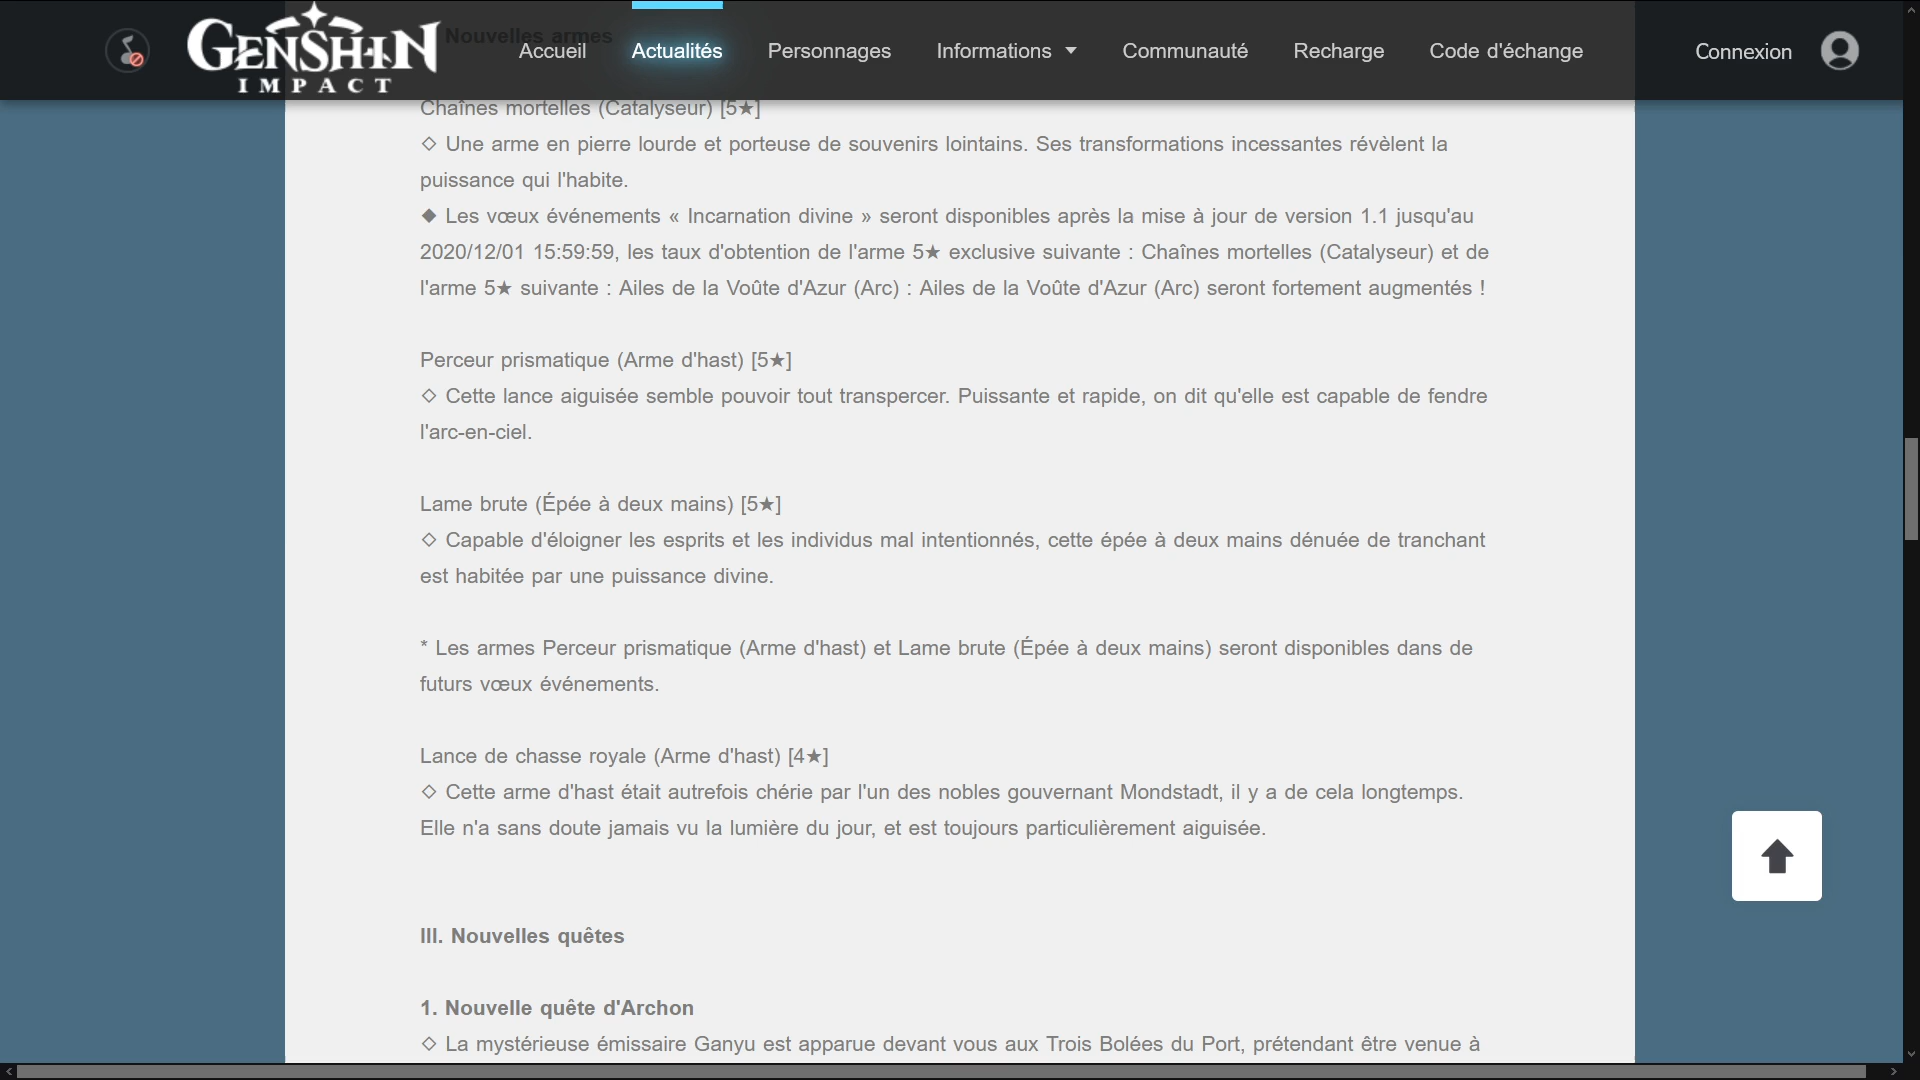 GENSHIN
IMPACT
Nouvelles armes
Accueil
Actualités
Personnages
Informations
Communauté
Recharge
Code d'échange
Connexion
Chaînes mortelles (Catalyseur) [5★]
◇ Une arme en pierre lourde et porteuse de souvenirs lointains. Ses transformations incessantes révèlent la
puissance qui l'habite.
◆ Les vœux événements « Incarnation divine » seront disponibles après la mise à jour de version 1.1 jusqu'au
2020/12/01 15:59:59, les taux d'obtention de l'arme 5★ exclusive suivante : Chaînes mortelles (Catalyseur) et de
l'arme 5★ suivante : Ailes de la Voûte d'Azur (Arc) : Ailes de la Voûte d'Azur (Arc) seront fortement augmentés !
Perceur prismatique (Arme d'hast) [5★]
◇ Cette lance aiguisée semble pouvoir tout transpercer. Puissante et rapide, on dit qu'elle est capable de fendre
l'arc-en-ciel.
Lame brute (Épée à deux mains) [5★]
◇ Capable d'éloigner les esprits et les individus mal intentionnés, cette épée à deux mains dénuée de tranchant
est habitée par une puissance divine.
* Les armes Perceur prismatique (Arme d'hast) et Lame brute (Épée à deux mains) seront disponibles dans de
futurs vœux événements.
Lance de chasse royale (Arme d'hast) [4★]
◇ Cette arme d'hast était autrefois chérie par l'un des nobles gouvernant Mondstadt, il y a de cela longtemps.
Elle n'a sans doute jamais vu la lumière du jour, et est toujours particulièrement aiguisée.
III. Nouvelles quêtes
1. Nouvelle quête d'Archon
◇ La mystérieuse émissaire Ganyu est apparue devant vous aux Trois Bolées du Port, prétendant être venue à